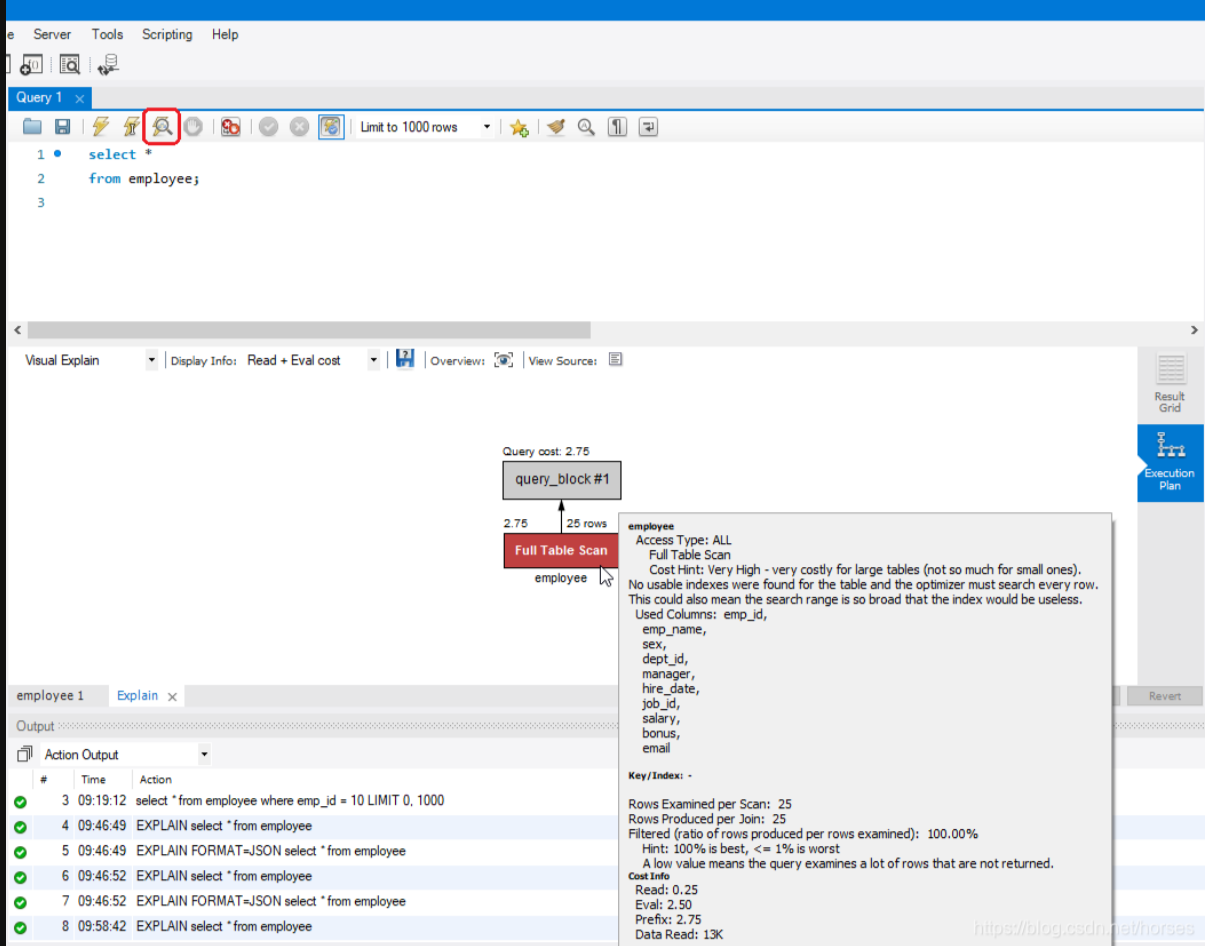 e Server Tools Scripting Help
Query 1
Limit to 1000 rows
1 select *
2 from employee;
3
Visual Explain Display Info: Read + Eval cost Overview: View Source:
Result
Grid
Execution
Plan
Query cost: 2.75
query_block #1
2.75 25 rows
Full Table Scan
employee
employee
Access Type: ALL
Full Table Scan
Cost Hint: Very High - very costly for large tables (not so much for small ones).
No usable indexes were found for the table and the optimizer must search every row.
This could also mean the search range is so broad that the index would be useless.
Used Columns: emp_id,
emp_name,
sex,
dept_id,
manager,
hire_date,
job_id,
salary,
bonus,
email
Key/Index: -
Rows Examined per Scan: 25
Rows Produced per Join: 25
Filtered (ratio of rows produced per rows examined): 100.00%
Hint: 100% is best, <= 1% is worst
A low value means the query examines a lot of rows that are not returned.
Cost Info
Read: 0.25
Eval: 2.50
Prefix: 2.75
Data Read: 13K
employee 1 Explain
Revert
Output
Action Output
# Time Action
3 09:19:12 select * from employee where emp_id = 10 LIMIT 0, 1000
4 09:46:49 EXPLAIN select * from employee
5 09:46:49 EXPLAIN FORMAT=JSON select * from employee
6 09:46:52 EXPLAIN select * from employee
7 09:46:52 EXPLAIN FORMAT=JSON select * from employee
8 09:58:42 EXPLAIN select * from employee
https://blog.csdn.net/horses